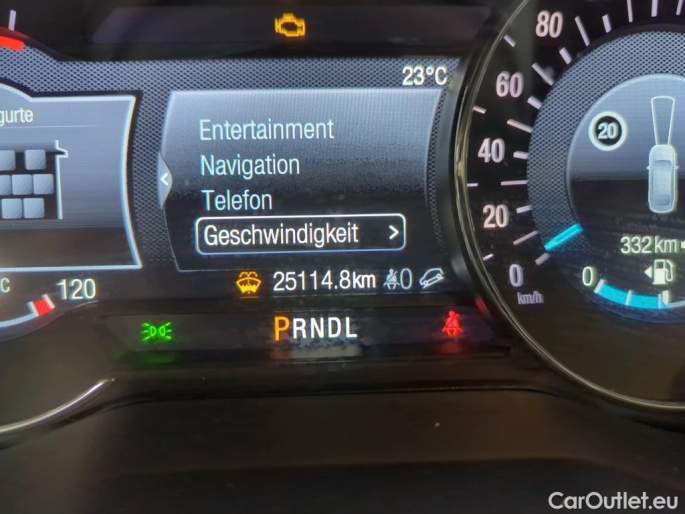 23°C
80
60
40
20
0
km/h
gurte
Entertainment
Navigation
Telefon
Geschwindigkeit >
20
332 km
0
C
120
25114.8km 0
PRNDL
CarOutlet.eu